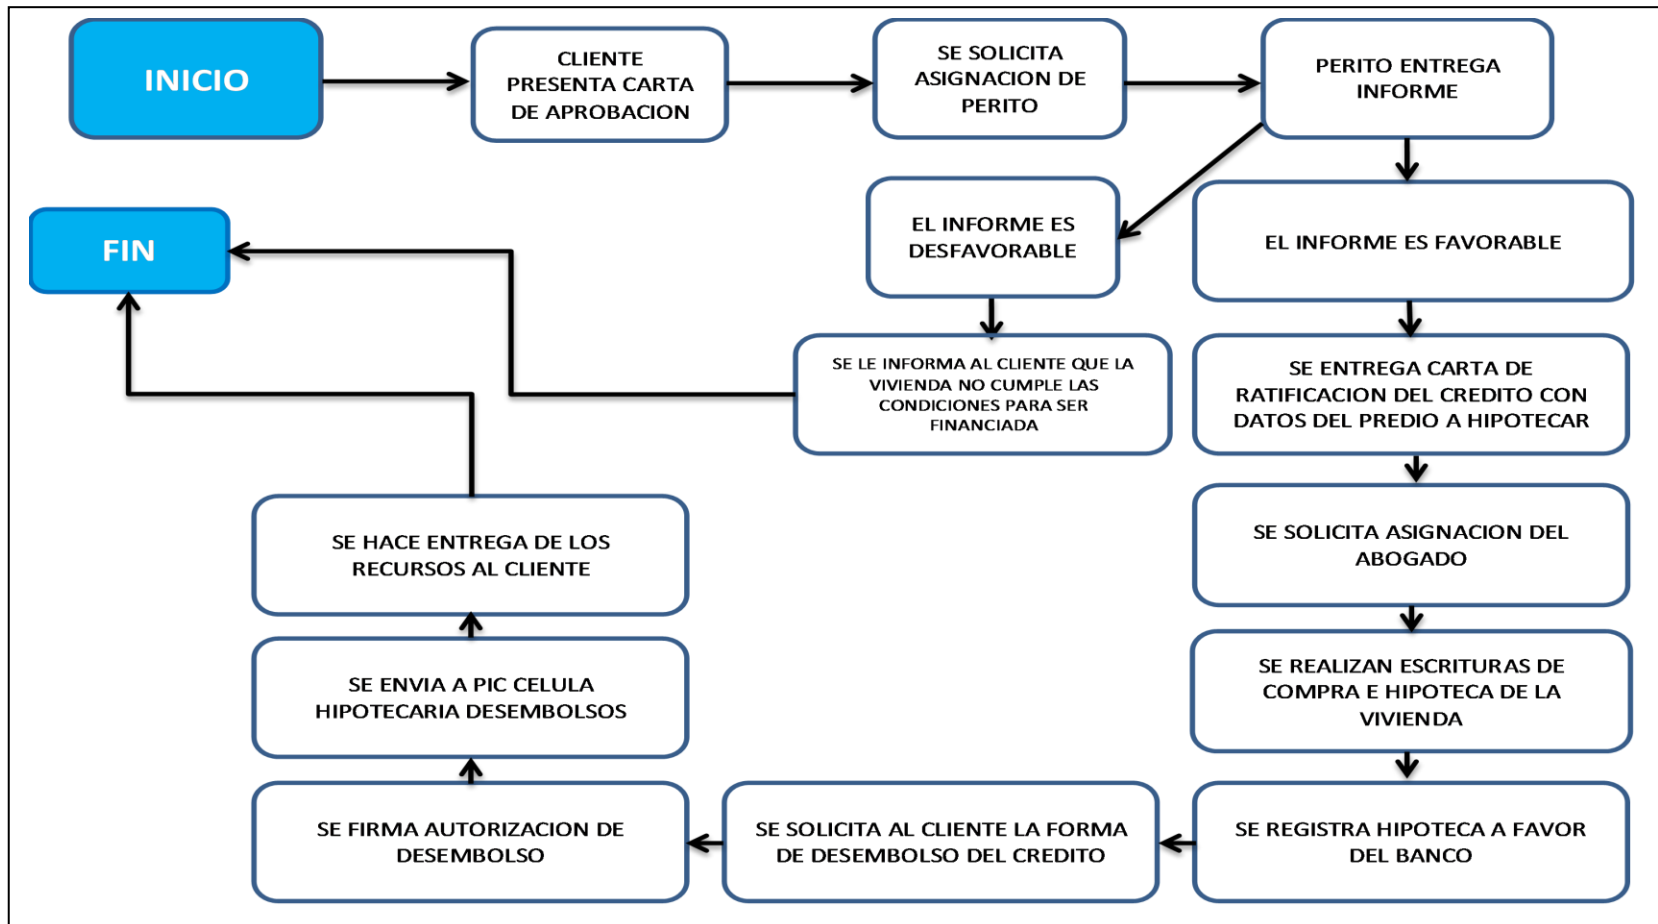 INICIO
CLIENTE
PRESENTA CARTA
DE APROBACION
SE SOLICITA
ASIGNACION DE
PERITO
PERITO ENTREGA
INFORME
EL INFORME ES
DESFAVORABLE
EL INFORME ES FAVORABLE
FIN
SE LE INFORMA AL CLIENTE QUE LA
VIVIENDA NO CUMPLE LAS
CONDICIONES PARA SER
FINANCIADA
SE ENTREGA CARTA DE
RATIFICACION DEL CREDITO CON
DATOS DEL PREDIO A HIPOTECAR
SE SOLICITA ASIGNACION DEL
ABOGADO
SE REALIZAN ESCRITURAS DE
COMPRA E HIPOTECA DE LA
VIVIENDA
SE REGISTRA HIPOTECA A FAVOR
DEL BANCO
SE SOLICITA AL CLIENTE LA FORMA
DE DESEMBOLSO DEL CREDITO
SE FIRMA AUTORIZACION DE
DESEMBOLSO
SE ENVIA A PIC CELULA
HIPOTECARIA DESEMBOLSOS
SE HACE ENTREGA DE LOS
RECURSOS AL CLIENTE